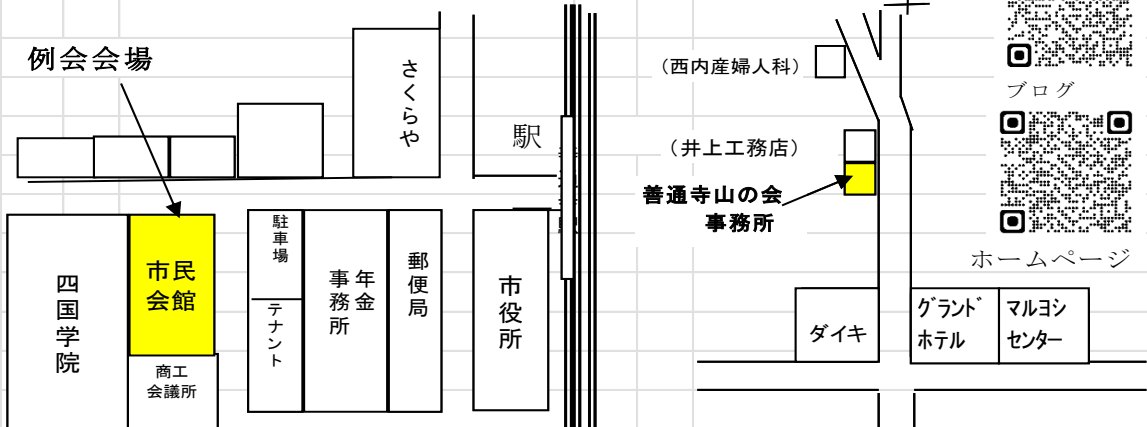 例会会場
さくらや
駅
四国学院
市民
会館
商工
会議所
駐車場
テナント
年金
事務所
郵便局
市役所
(西内産婦人科)
(井上工務店)
善通寺山の会
事務所
ダイキ
グランド
ホテル
マルヨシ
センター
ブログ
ホームページ